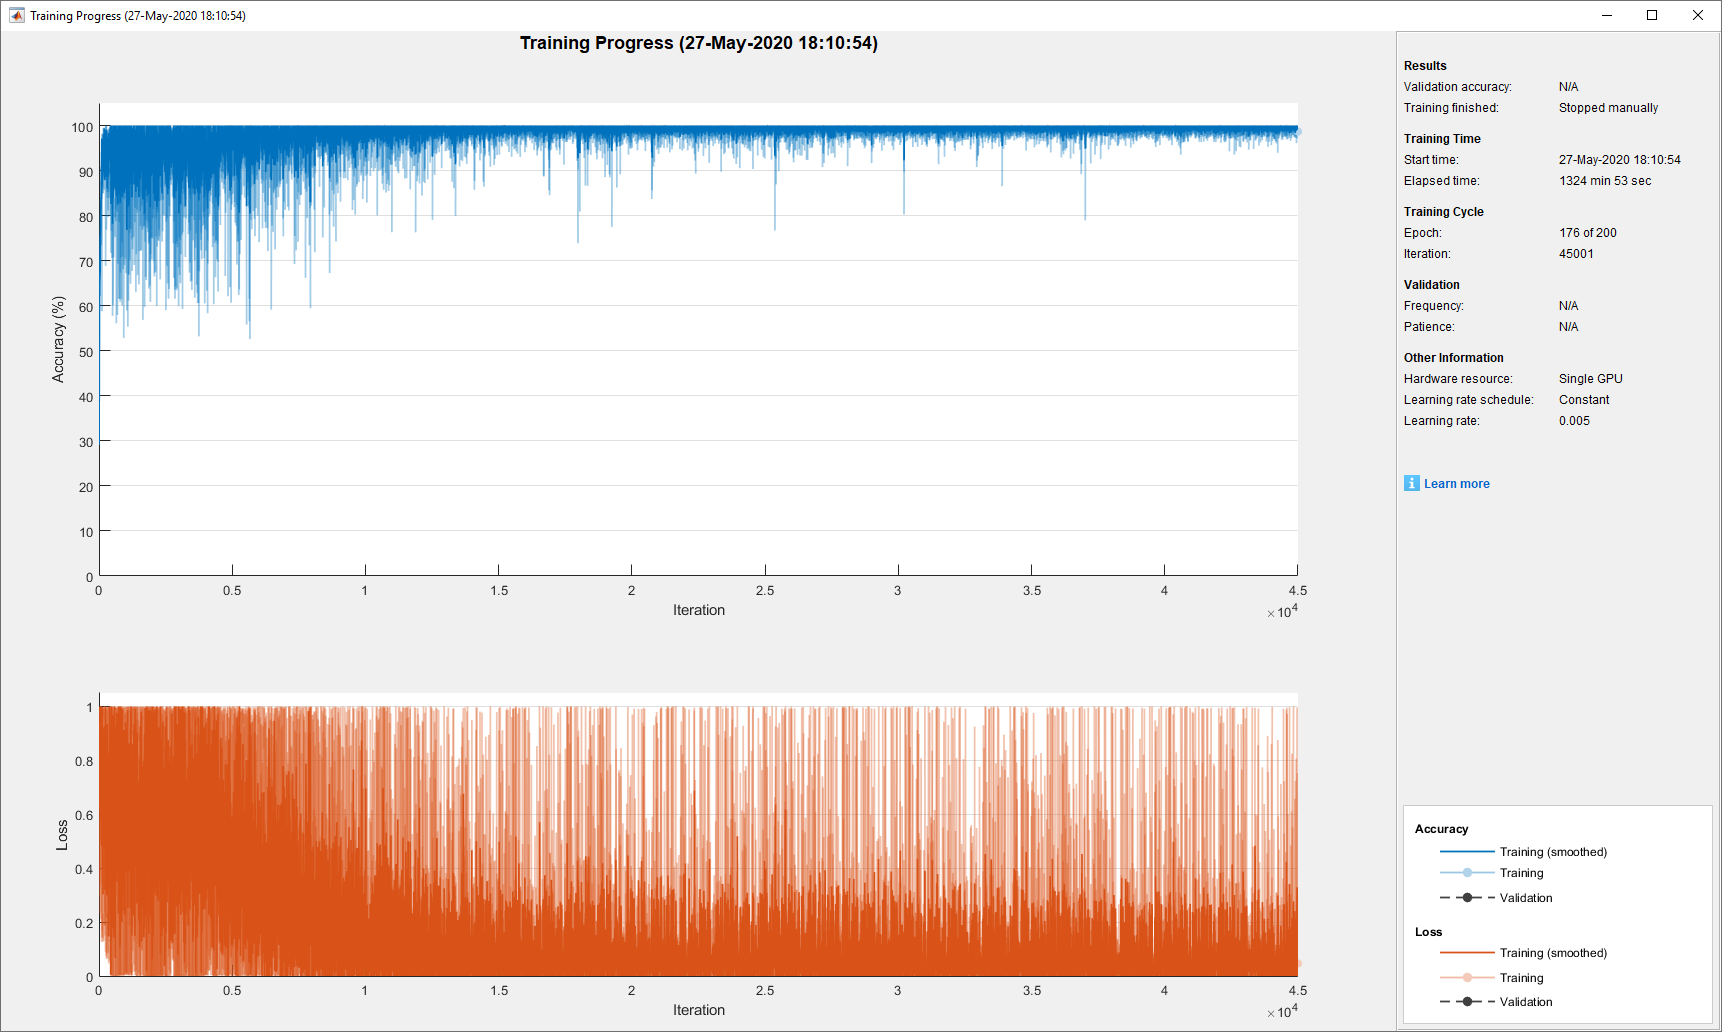 Training Progress (27-May-2020 18:10:54)
Training Progress (27-May-2020 18:10:54)
100
90
80
70
60
50
40
30
20
10
0
Accuracy (%)
0 0.5 1 1.5 2 2.5 3 3.5 4 4.5
Iteration
×10^4
1
0.8
0.6
0.4
0.2
0
Loss
0 0.5 1 1.5 2 2.5 3 3.5 4 4.5
Iteration
×10^4
Results
Validation accuracy: N/A
Training finished: Stopped manually
Training Time
Start time: 27-May-2020 18:10:54
Elapsed time: 1324 min 53 sec
Training Cycle
Epoch: 176 of 200
Iteration: 45001
Validation
Frequency: N/A
Patience: N/A
Other Information
Hardware resource: Single GPU
Learning rate schedule: Constant
Learning rate: 0.005
i Learn more
Accuracy
Training (smoothed)
Training
Validation
Loss
Training (smoothed)
Training
Validation